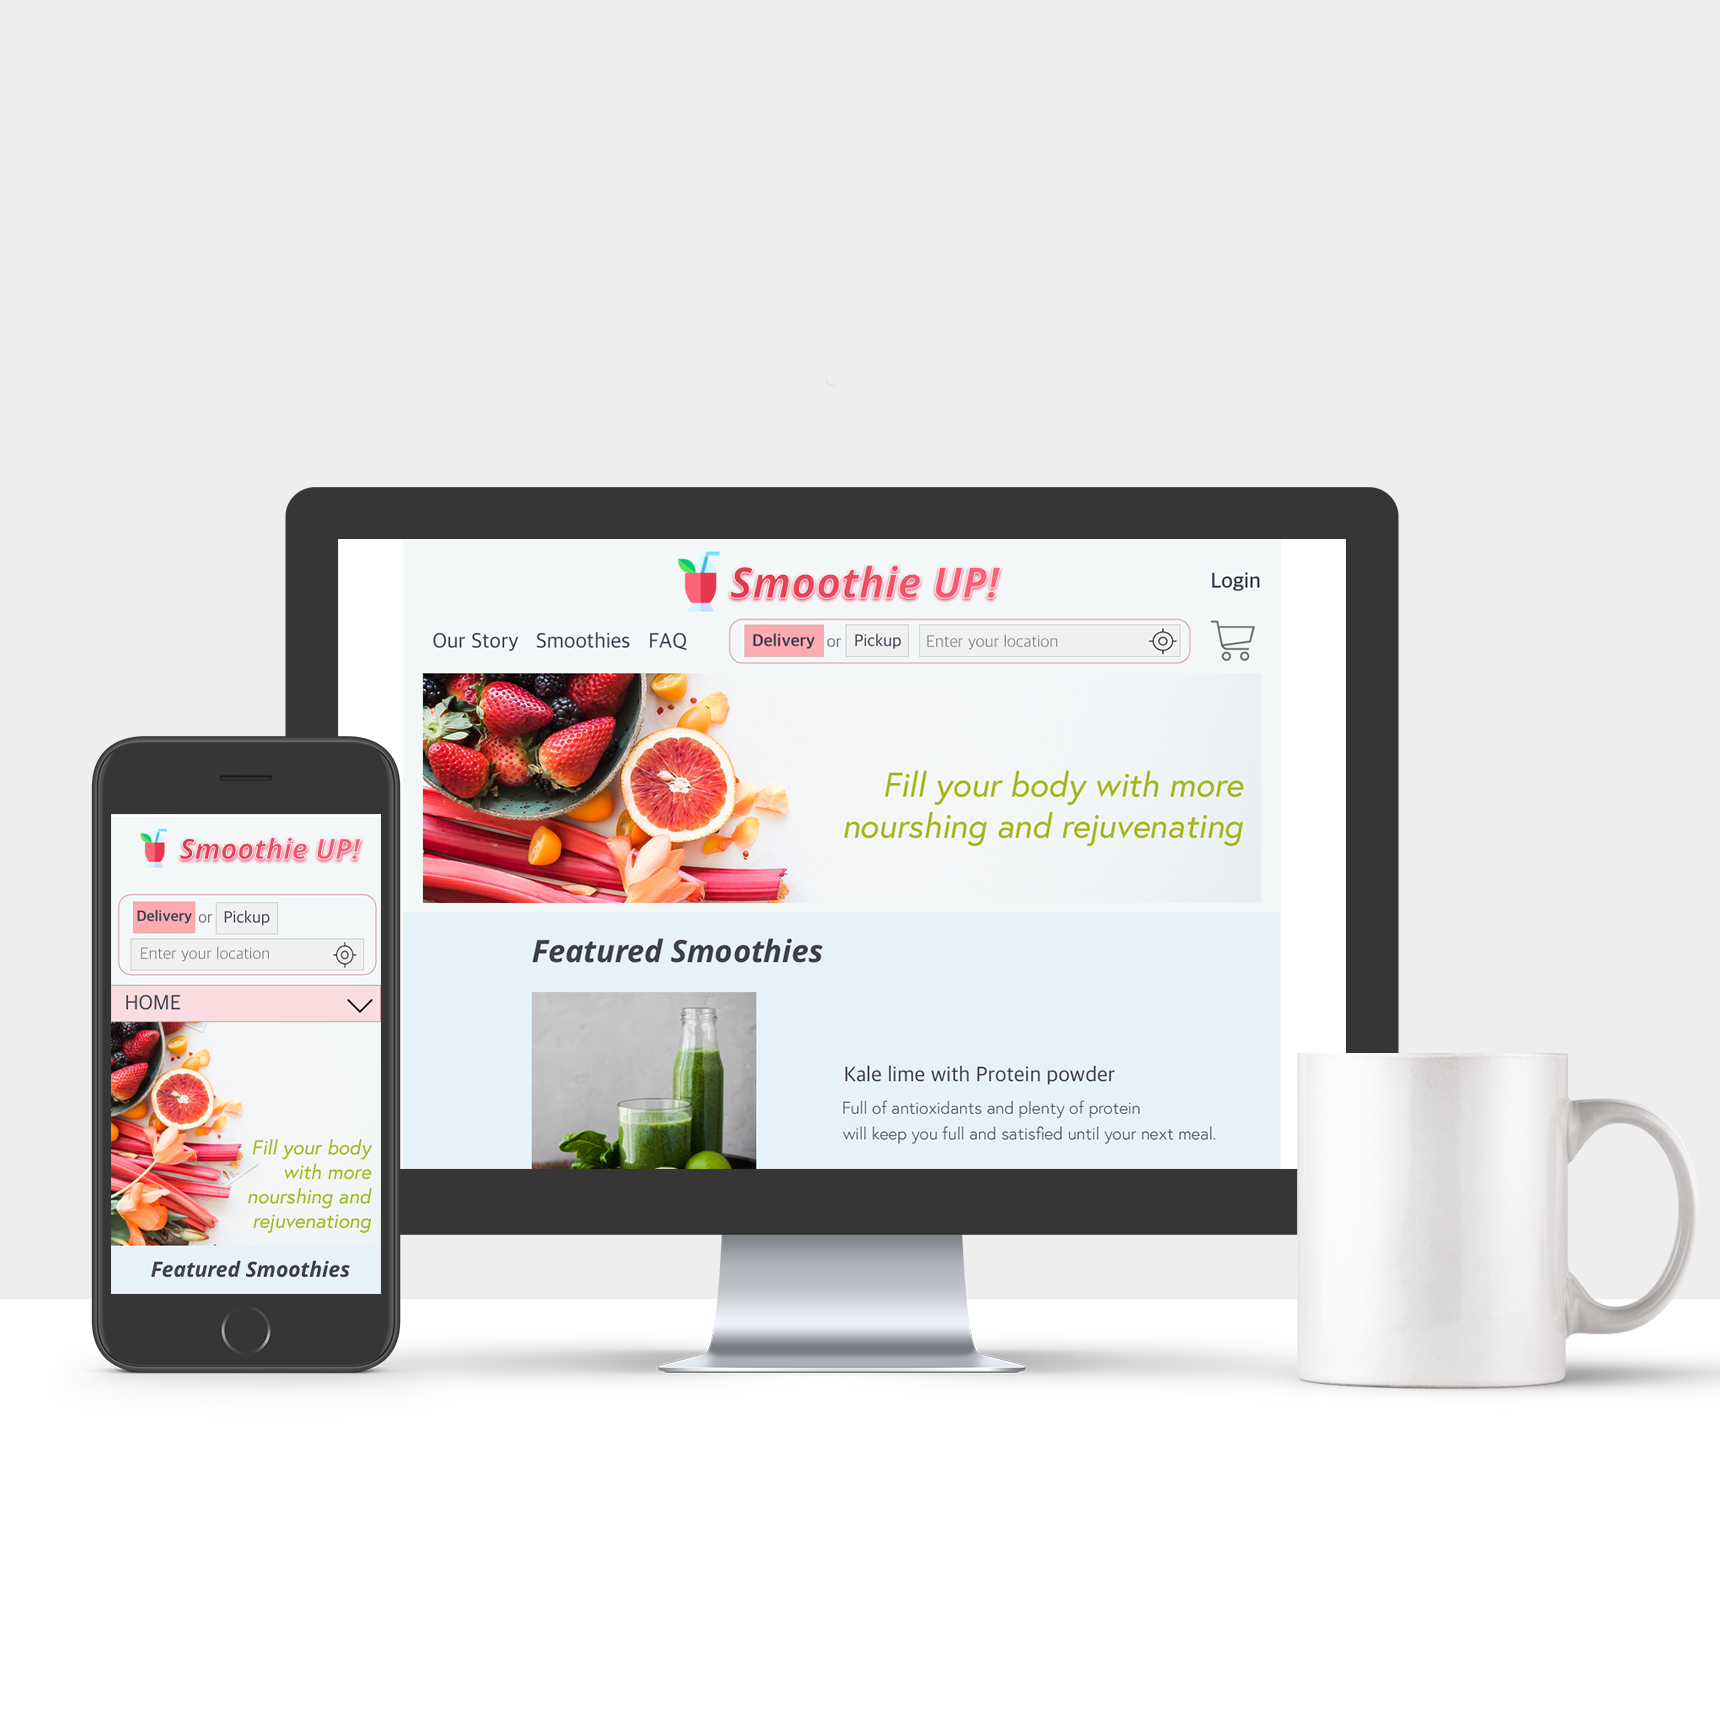 Smoothie UP!
Login
Our Story Smoothies FAQ
Delivery or Pickup Enter your location
Fill your body with more
nourshing and rejuvenating
Featured Smoothies
Kale lime with Protein powder
Full of antioxidants and plenty of protein
will keep you full and satisfied until your next meal.
Smoothie UP!
Delivery or Pickup
Enter your location
HOME
Fill your body
with more
nourshing and
rejuvenationg
Featured Smoothies